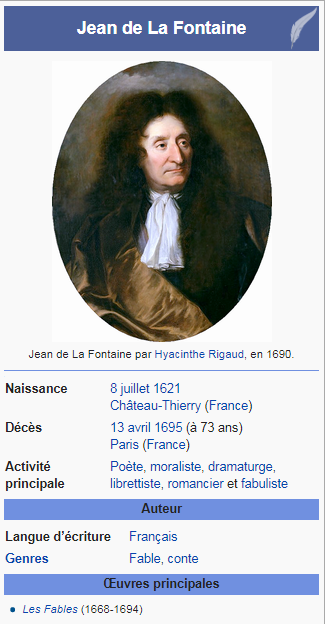 Jean de La Fontaine
Jean de La Fontaine par Hyacinthe Rigaud, en 1690.
Naissance 8 juillet 1621
Château-Thierry (France)
Décès 13 avril 1695 (à 73 ans)
Paris (France)
Activité Poète, moraliste, dramaturge,
principale librettiste, romancier et fabuliste
Auteur
Langue d’écriture Français
Genres Fable, conte
Œuvres principales
• Les Fables (1668-1694)